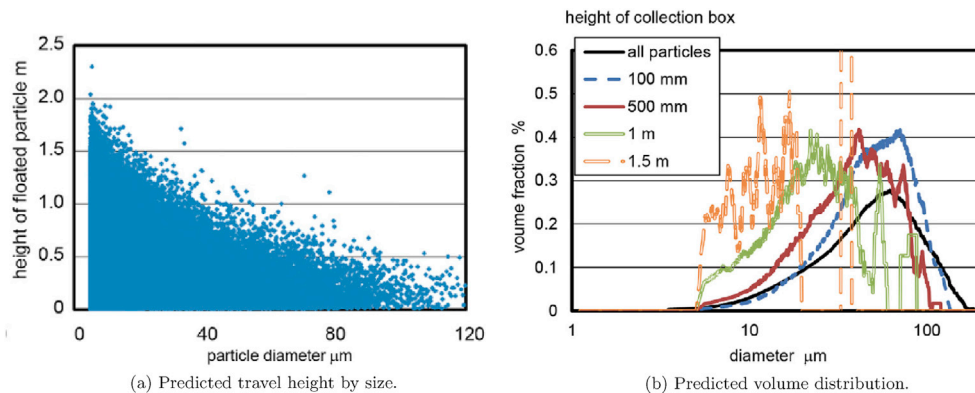 height of collection box
2.5
2.0
1.5
1.0
0.5
0
height of floated particle m
0 40 80 120
particle diameter μm
(a) Predicted travel height by size.
0.6
0.5
0.4
0.3
0.2
0.1
0
voume fraction %
all particles
100 mm
500 mm
1 m
1.5 m
1 10 100
diameter μm
(b) Predicted volume distribution.